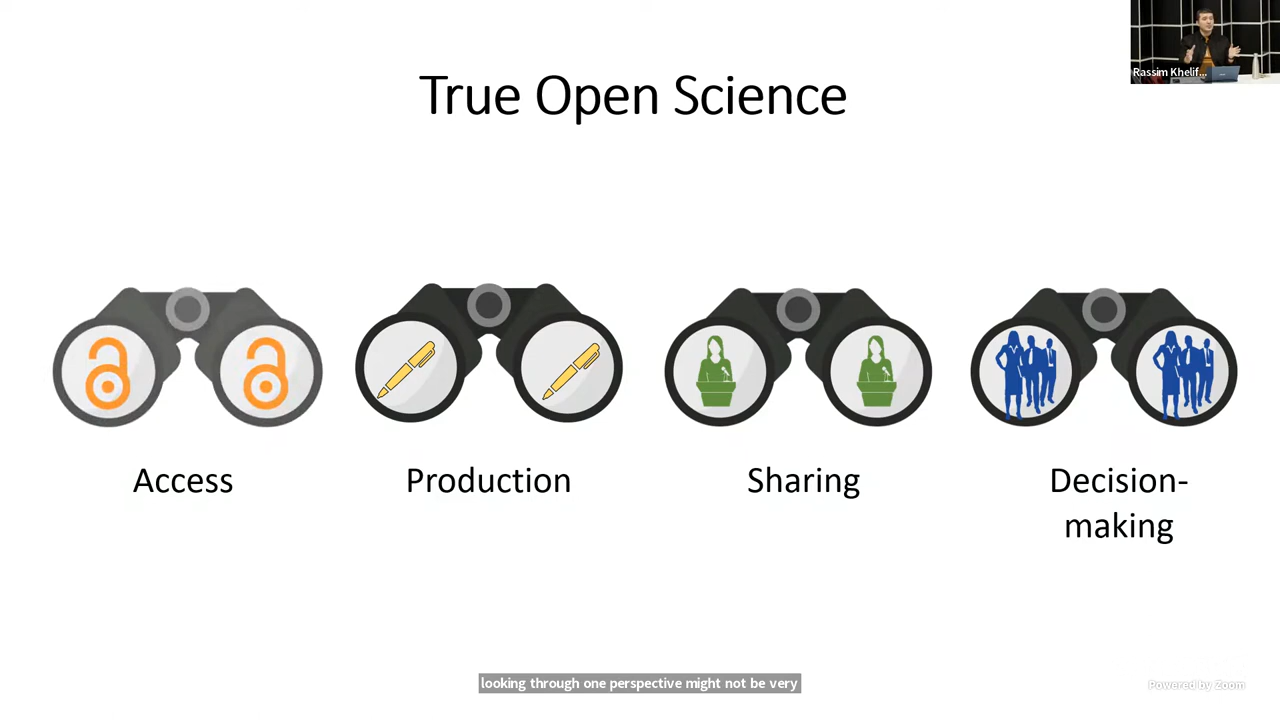 Rassim Khelif...
True Open Science
Access
Production
Sharing
Decision-
making
looking through one perspective might not be very
Powered by Zoom